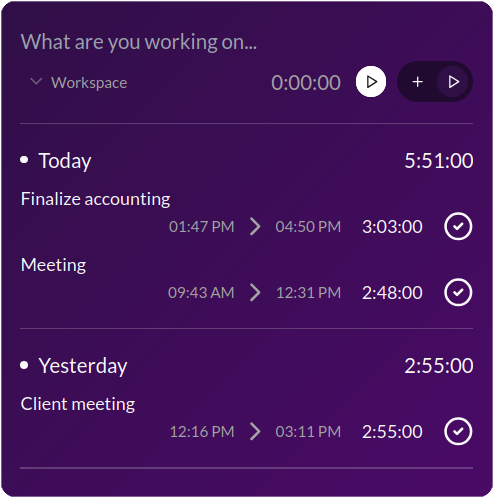 What are you working on...
Workspace 0:00:00 +
Today 5:51:00
Finalize accounting
01:47 PM 04:50 PM 3:03:00
Meeting
09:43 AM 12:31 PM 2:48:00
Yesterday 2:55:00
Client meeting
12:16 PM 03:11 PM 2:55:00